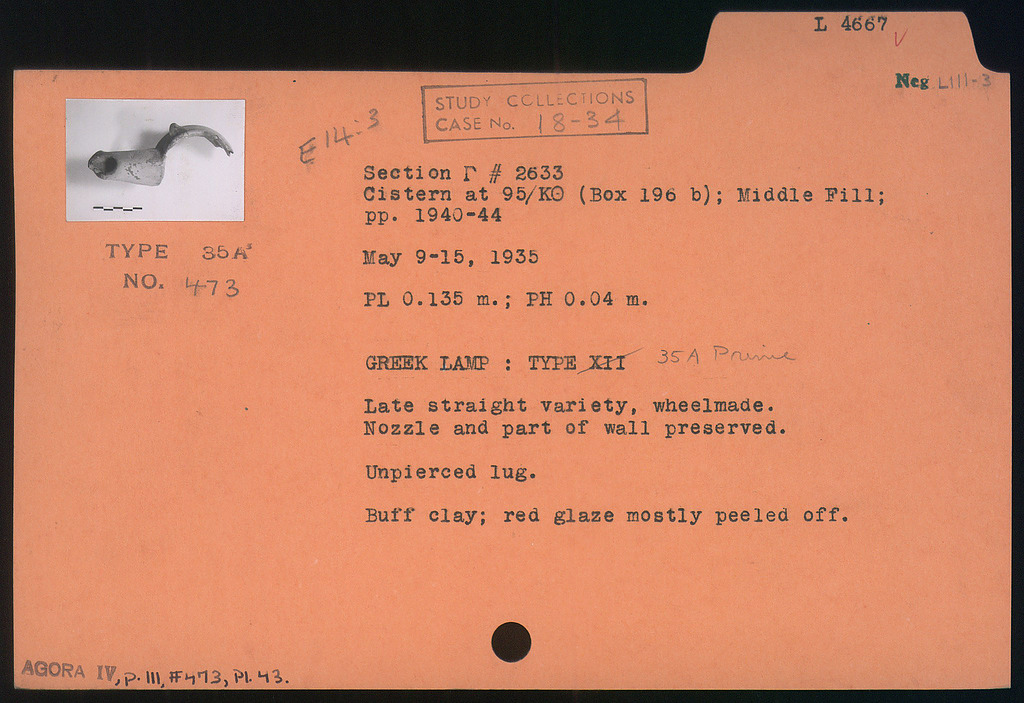 L 4667
Neg LIII-3
STUDY COLLECTIONS
CASE No. 18-34
E 14:3
Section Γ # 2633
Cistern at 95/ΚΘ (Box 196 b); Middle Fill;
pp. 1940-44
TYPE 35A'
NO. 473
May 9-15, 1935
PL 0.135 m.; PH 0.04 m.
GREEK LAMP : TYPE XII 35A Prime
Late straight variety, wheelmade.
Nozzle and part of wall preserved.
Unpierced lug.
Buff clay; red glaze mostly peeled off.
AGORA IV, p. 111, #473, Pl. 43.